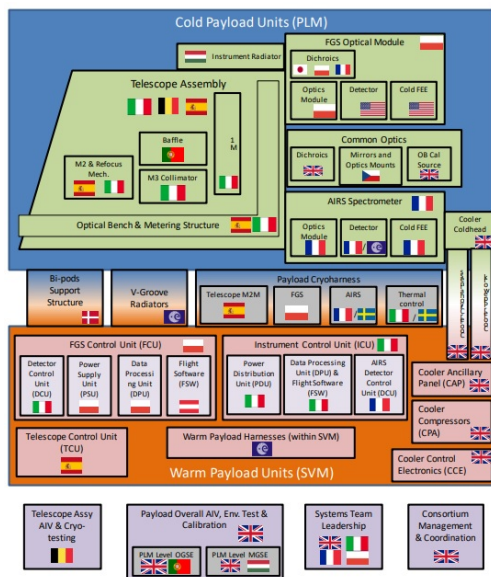 Cold Payload Units (PLM)
FGS Optical Module
Instrument Radiator
Dichroics
Telescope Assembly
Optics
Module
Detector
Cold FEE
Baffle
M2 & Refocus
Mech.
M3 Collimator
Common Optics
Dichroics
Mirrors and
Optics Mounts
OB Cal
Source
AIRS Spectrometer
Optical Bench & Metering Structure
Optics
Module
Detector
Cold FEE
Cooler
Coldhead
Bi-pods
Support
Structure
V-Groove
Radiators
Payload Cryoharness
Telescope M2M
FGS
AIRS
Thermal
control
FGS Control Unit (FCU)
Detector
Control
Unit
(DCU)
Power
Supply
Unit
(PSU)
Data
Processi
ng Unit
(DPU)
Flight
Software
(FSW)
Instrument Control Unit (ICU)
Power
Distribution
Unit (PDU)
Data Processing
Unit (DPU) &
FlightSoftware
(FSW)
AIRS
Detector
Control Unit
(DCU)
Cooler Ancillary
Panel (CAP)
Cooler
Compressors
(CPA)
Cooler Control
Electronics (CCE)
Telescope Control Unit
(TCU)
Warm Payload Harnesses (within SVM)
Warm Payload Units (SVM)
Telescope Assy
AIV & Cryo-
testing
Payload Overall AIV, Env. Test &
Calibration
PLM Level OGSE
PLM Level MGSE
Systems Team
Leadership
Consortium
Management
& Coordination